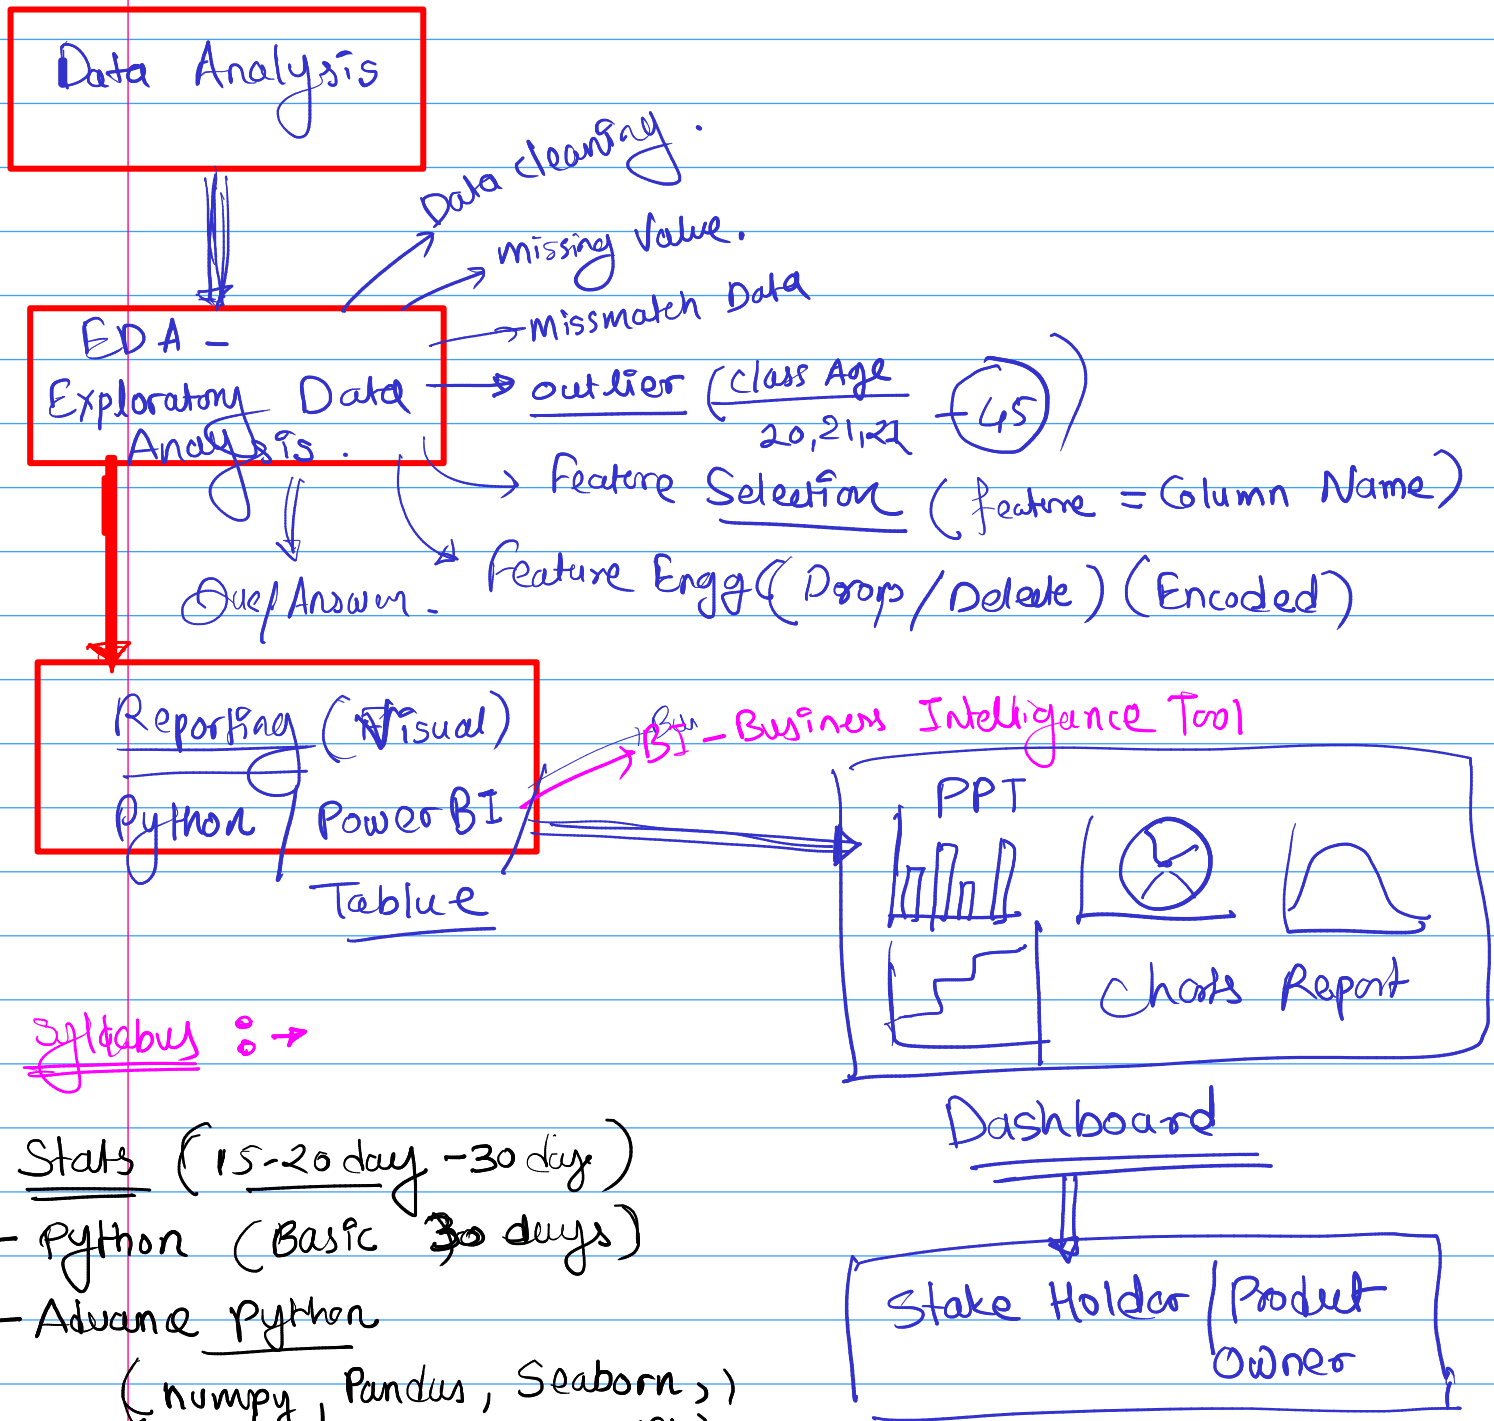 Data Analysis
Data cleaning.
missing Value.
EDA -
Exploratory Data
Analysis.
missmatch Data
outlier (class Age
20,21,22 - 45)
Feature Selection (feature = Column Name)
Feature Engg ((Drop/Delete) (Encoded)
Que/Answer -
Reporting (Visual)
Python / PowerBI /
Tablue
BI - Business Intelligance Tool
PPT
Charts Report
Dashboard
Stake Holdar / Product
Owner
Syllabus : →
Stats (15-20 day - 30 day)
- Python (Basic 30 days)
- Advance Python
(numpy, Pandas, Seaborn,)